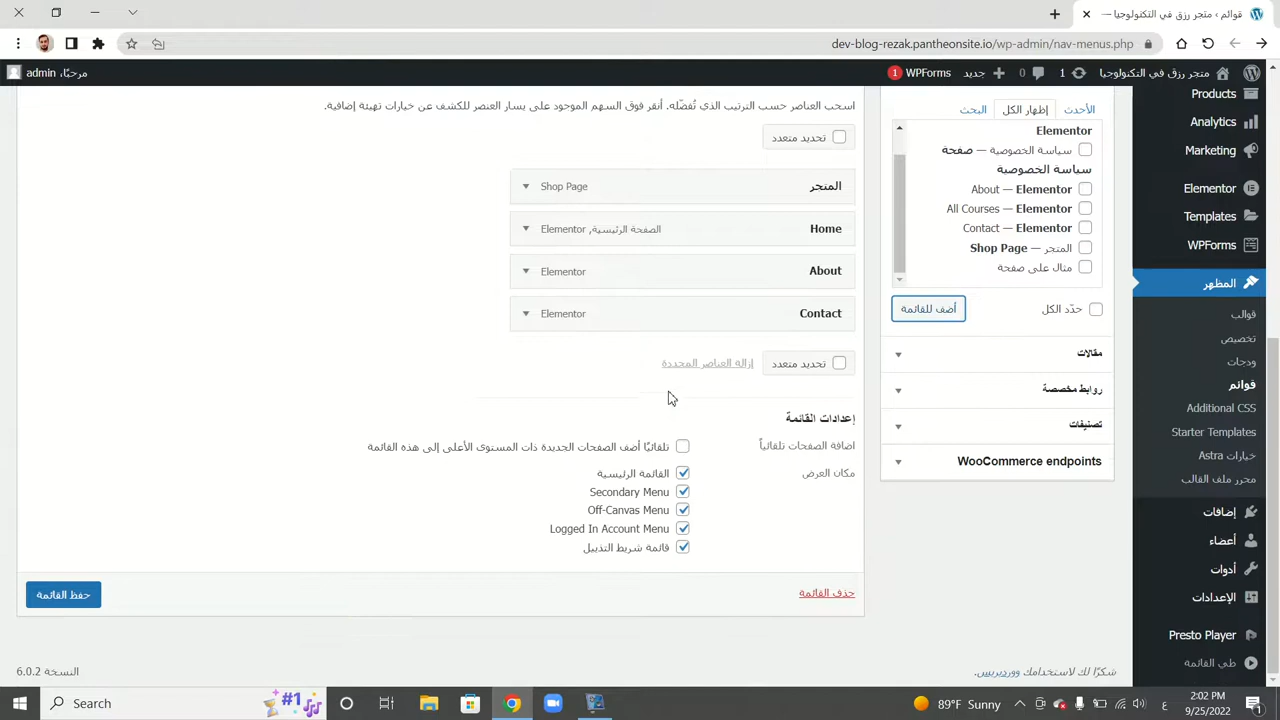 قوائم › متجر رزق في التكنولوجيا —
dev-blog-rezak.pantheonsite.io/wp-admin/nav-menus.php
متجر رزق في التكنولوجيا
1
0
جديد
WPForms 1
مرحبًا، admin
Products
Analytics
Marketing
Elementor
Templates
WPForms
المظهر
قوالب
تخصيص
ودجات
قوائم
Additional CSS
Starter Templates
خيارات Astra
محرر ملف القالب
إضافات
أعضاء
أدوات
الإعدادات
Presto Player
طي القائمة
الأحدث
إظهار الكل
البحث
Elementor
سياسة الخصوصية — صفحة
سياسة الخصوصية
About — Elementor
All Courses — Elementor
Contact — Elementor
المتجر — Shop Page
مثال على صفحة
حدّد الكل
أضف للقائمة
مقالات
روابط مخصصة
تصنيفات
WooCommerce endpoints
اسحب العناصر حسب الترتيب الذي تُفضّله. أنقر فوق السهم الموجود على يسار العنصر للكشف عن خيارات تهيئة إضافية.
تحديد متعدد
المتجر
Shop Page
Home
الصفحة الرئيسية, Elementor
About
Elementor
Contact
Elementor
تحديد متعدد
إزالة العناصر المحددة
إعدادات القائمة
اضافة الصفحات تلقائياً
تلقائيًا أضف الصفحات الجديدة ذات المستوى الأعلى إلى هذه القائمة
مكان العرض
القائمة الرئيسية
Secondary Menu
Off-Canvas Menu
Logged In Account Menu
قائمة شريط التذييل
حذف القائمة
حفظ القائمة
شكرًا لك لاستخدامك ووردبريس.
النسخة 6.0.2
Search
#1
89°F Sunny
ع
2:02 PM
9/25/2022
1